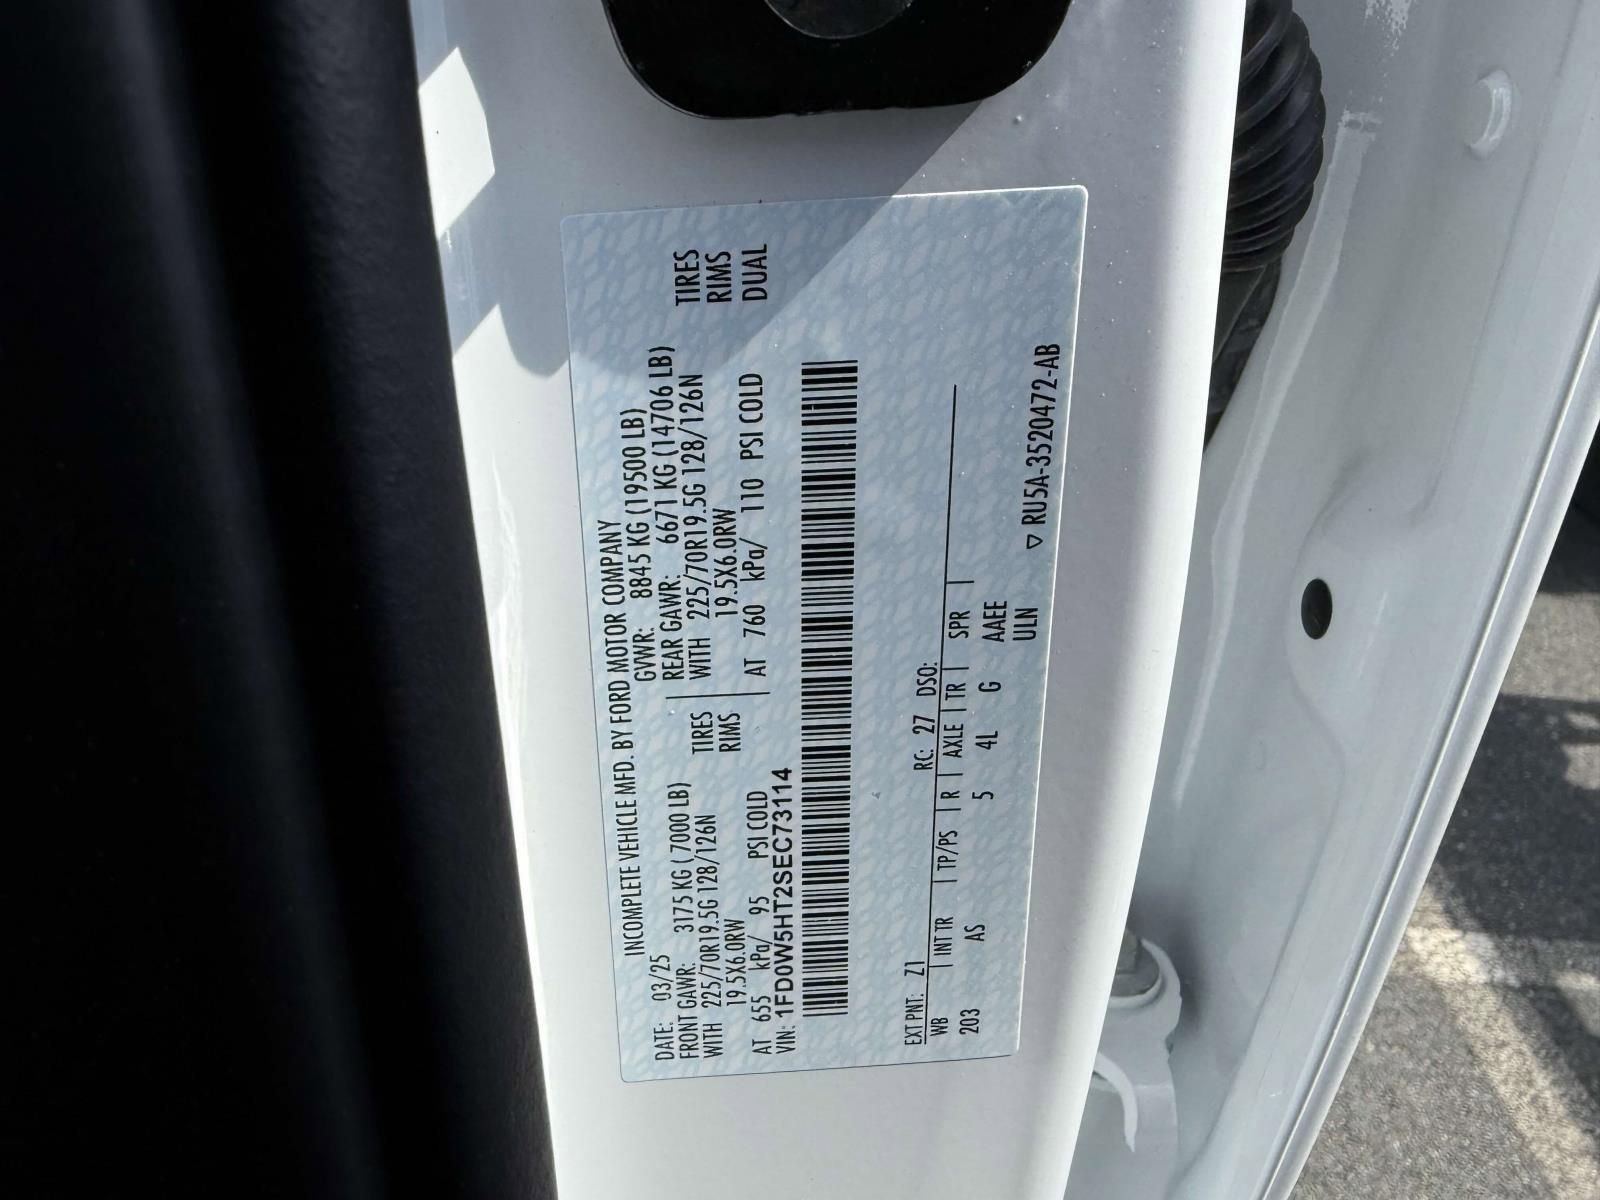 INCOMPLETE VEHICLE MFD. BY FORD MOTOR COMPANY
DATE: 03/25 GVWR: 8845 KG (19500 LB)
FRONT GAWR: 3175 KG (7000 LB) REAR GAWR: 6671 KG (14706 LB)
WITH 225/70R19.5G 128/126N TIRES WITH 225/70R19.5G 128/126N TIRES
19.5X6.0RW RIMS 19.5X6.0RW RIMS
AT 655 kPa/ 95 PSI COLD AT 760 kPa/ 110 PSI COLD DUAL
VIN: 1FD0W5HT2SEC73114
EXT PNT: Z1 RC: 27 DSO:
WB INT TR TP/PS R AXLE TR SPR
203 AS 5 4L G AAEE
ULN
▽ RU5A-3520472-AB